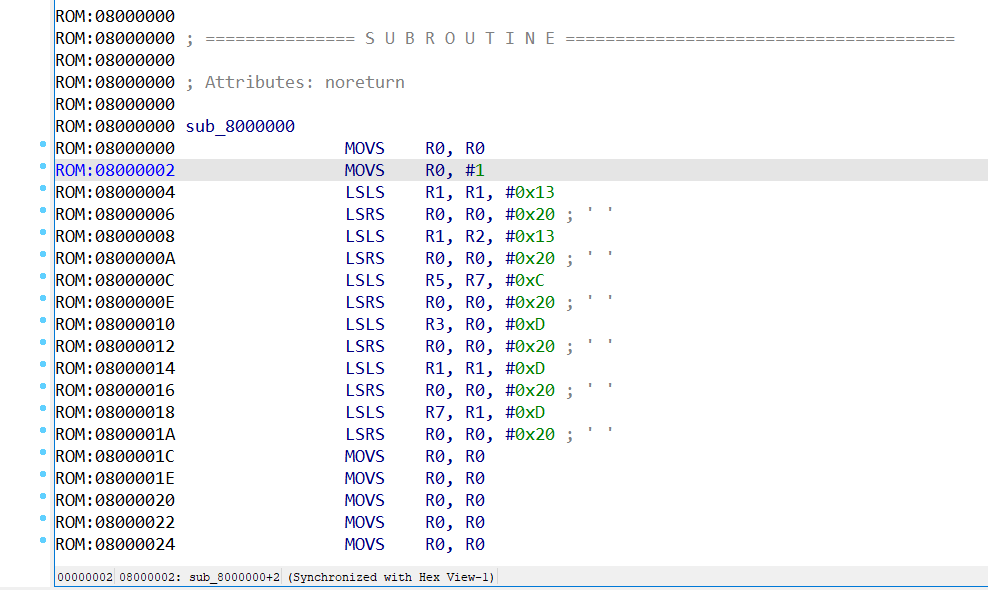 ROM:08000000
ROM:08000000 ; =============== S U B R O U T I N E =======================================
ROM:08000000
ROM:08000000 ; Attributes: noreturn
ROM:08000000
ROM:08000000 sub_8000000
ROM:08000000 MOVS R0, R0
ROM:08000002 MOVS R0, #1
ROM:08000004 LSLS R1, R1, #0x13
ROM:08000006 LSRS R0, R0, #0x20 ; ' '
ROM:08000008 LSLS R1, R2, #0x13
ROM:0800000A LSRS R0, R0, #0x20 ; ' '
ROM:0800000C LSLS R5, R7, #0xC
ROM:0800000E LSRS R0, R0, #0x20 ; ' '
ROM:08000010 LSLS R3, R0, #0xD
ROM:08000012 LSRS R0, R0, #0x20 ; ' '
ROM:08000014 LSLS R1, R1, #0xD
ROM:08000016 LSRS R0, R0, #0x20 ; ' '
ROM:08000018 LSLS R7, R1, #0xD
ROM:0800001A LSRS R0, R0, #0x20 ; ' '
ROM:0800001C MOVS R0, R0
ROM:0800001E MOVS R0, R0
ROM:08000020 MOVS R0, R0
ROM:08000022 MOVS R0, R0
ROM:08000024 MOVS R0, R0
00000002 08000002: sub_8000000+2 (Synchronized with Hex View-1)